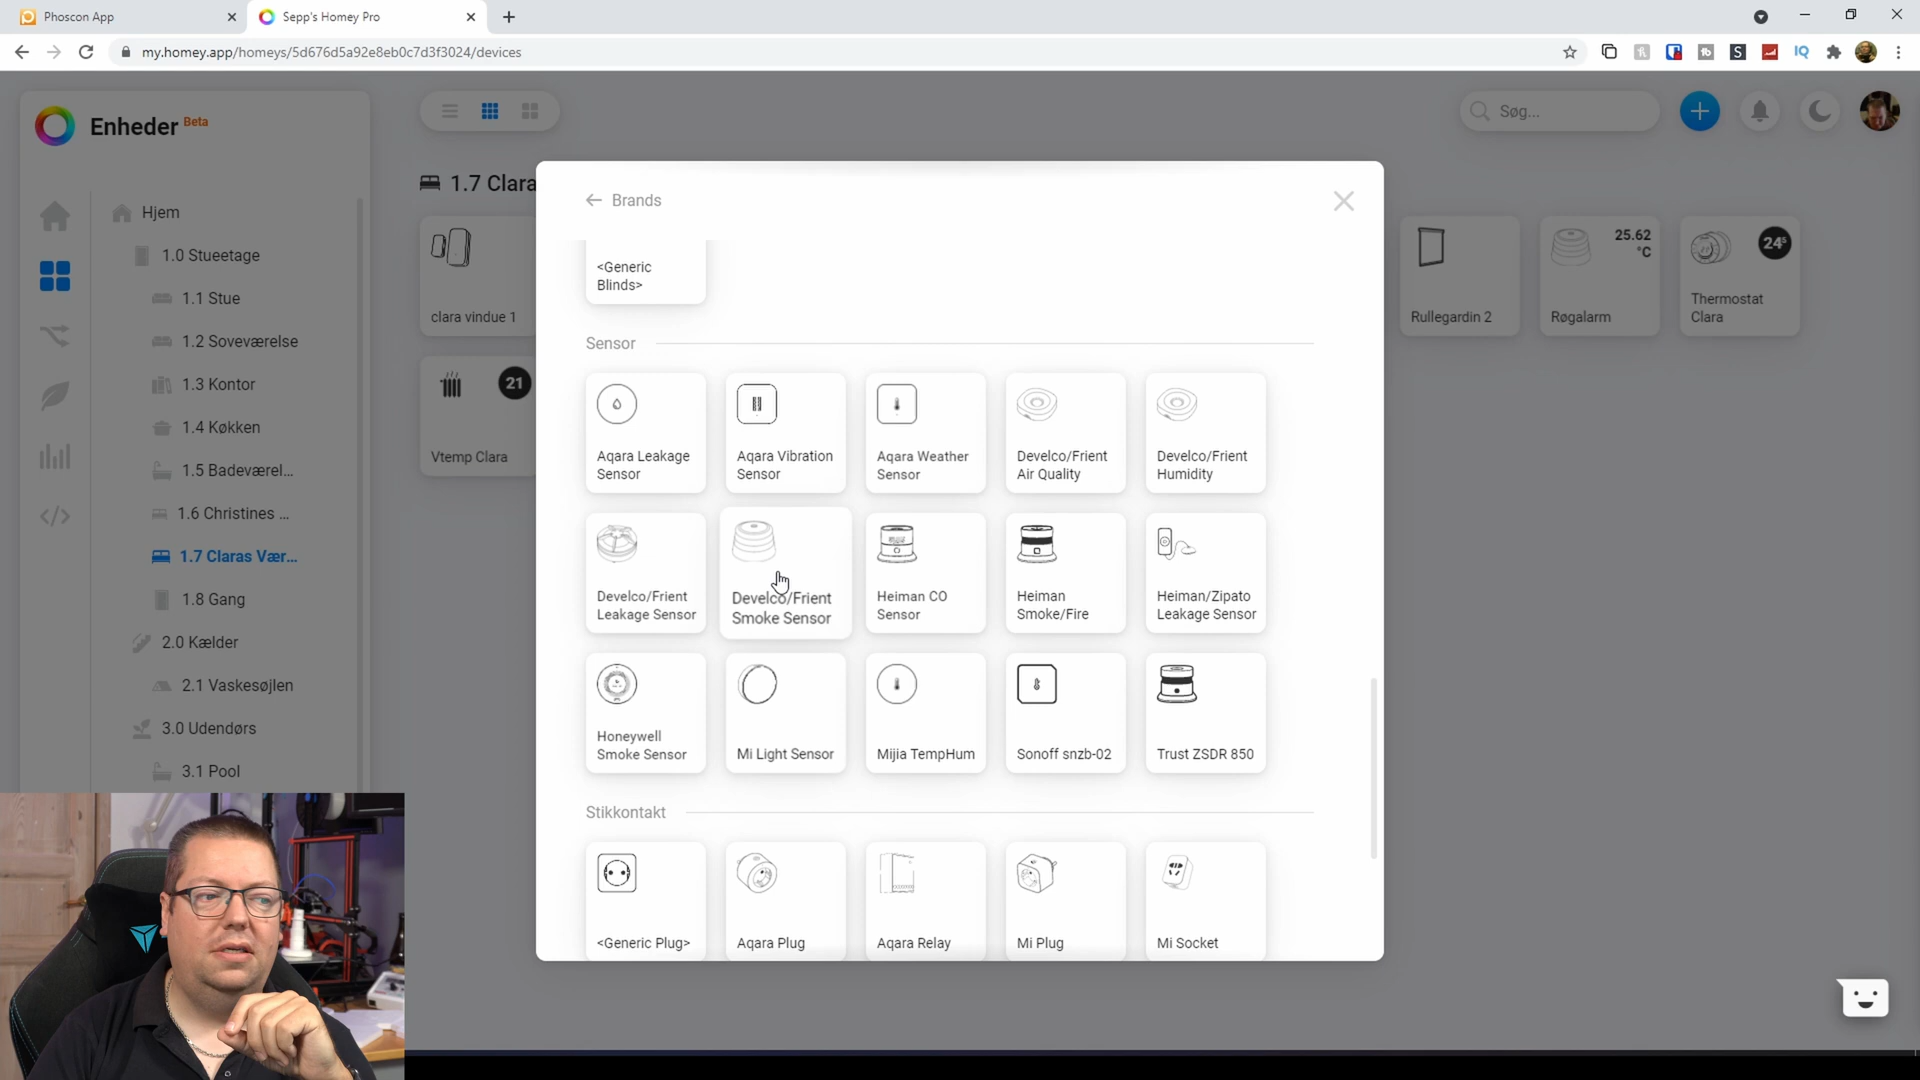 Phoscon App
Sepp's Homey Pro
my.homey.app/homeys/5d676d5a92e8eb0c7d3f3024/devices
Enheder Beta
Søg...
Hjem
1.0 Stueetage
1.1 Stue
1.2 Soveværelse
1.3 Kontor
1.4 Køkken
1.5 Badeværel...
1.6 Christines ...
1.7 Claras Vær...
1.8 Gang
2.0 Kælder
2.1 Vaskesøjlen
3.0 Udendørs
3.1 Pool
1.7 Clara
clara vindue 1
21
Vtemp Clara
Rullegardin 2
25.62
°C
Røgalarm
24⁵
Thermostat
Clara
Brands
<Generic
Blinds>
Sensor
Aqara Leakage
Sensor
Aqara Vibration
Sensor
Aqara Weather
Sensor
Develco/Frient
Air Quality
Develco/Frient
Humidity
Develco/Frient
Leakage Sensor
Develco/Frient
Smoke Sensor
Heiman CO
Sensor
Heiman
Smoke/Fire
Heiman/Zipato
Leakage Sensor
Honeywell
Smoke Sensor
Mi Light Sensor
Mijia TempHum
Sonoff snzb-02
Trust ZSDR 850
Stikkontakt
<Generic Plug>
Aqara Plug
Aqara Relay
Mi Plug
Mi Socket